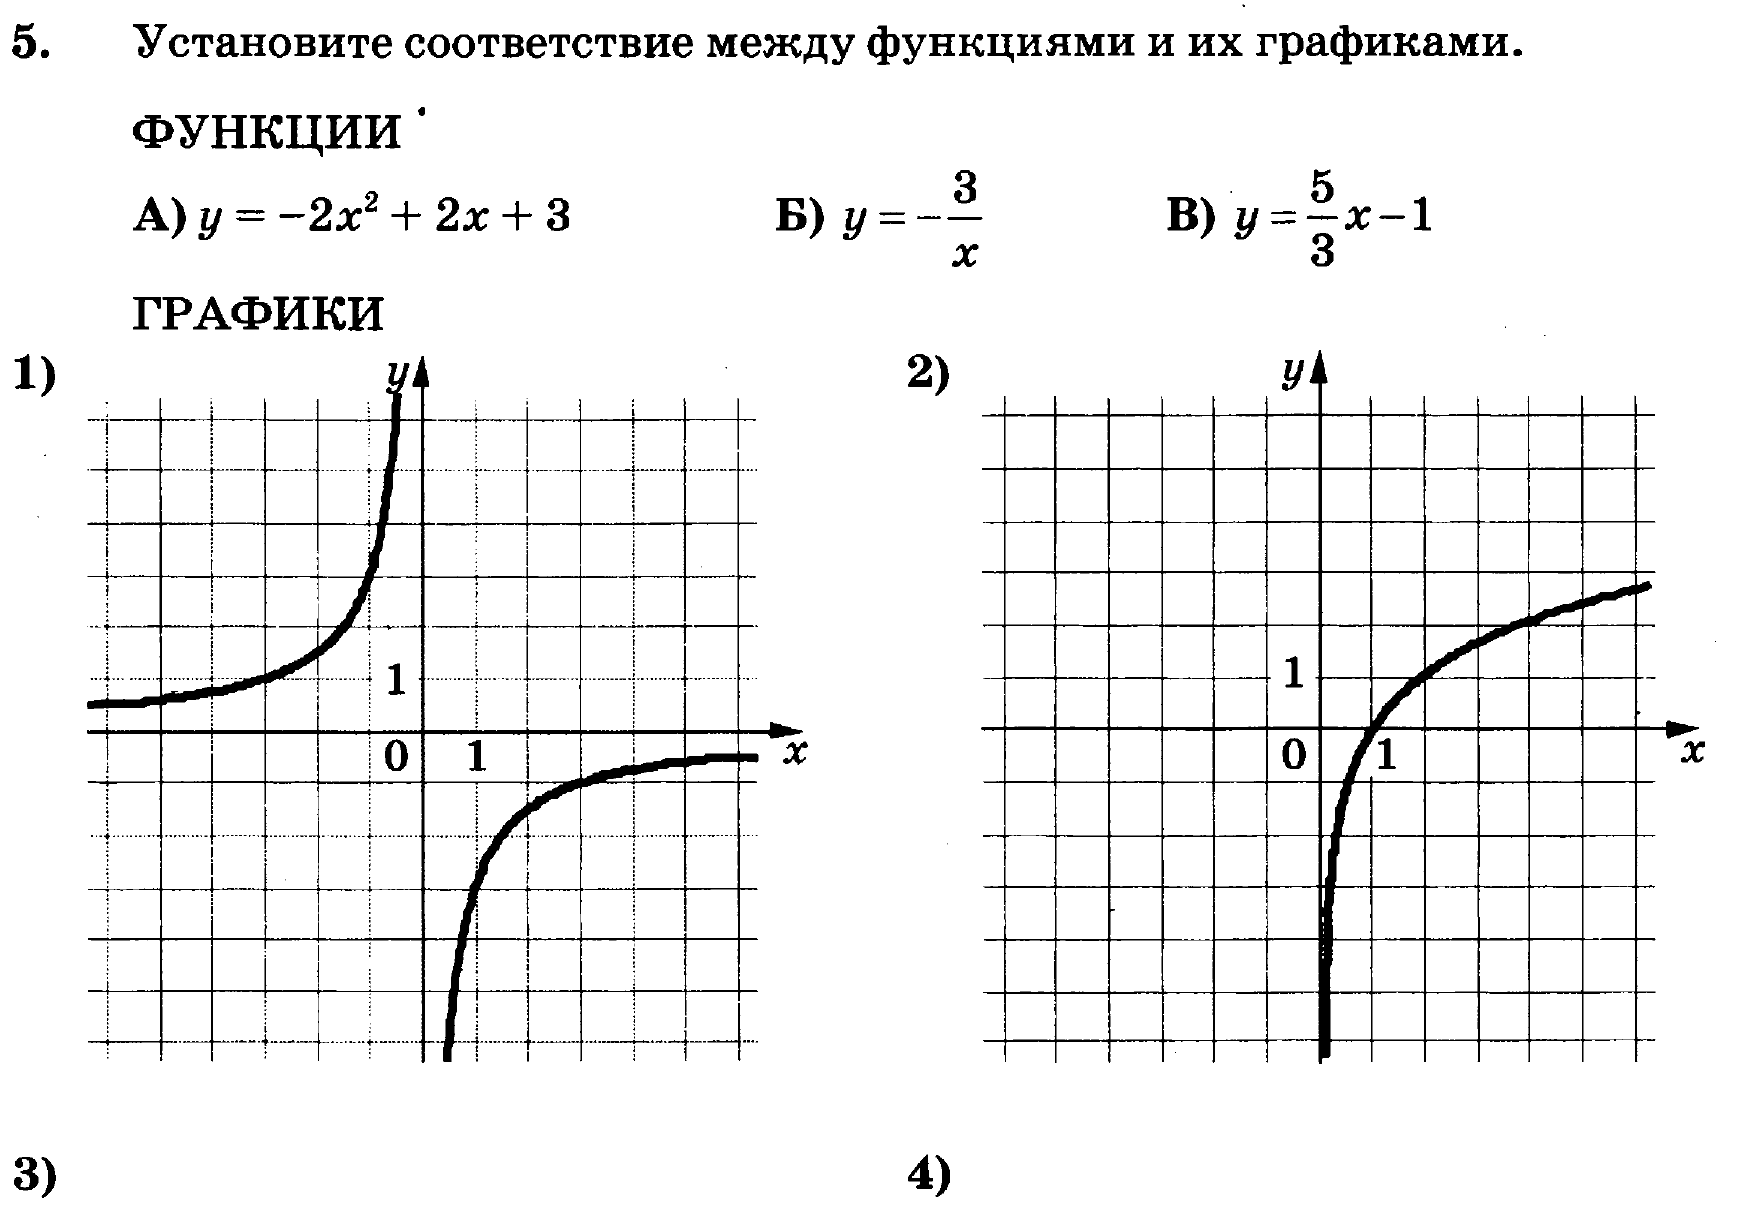 5. Установите соответствие между функциями и их графиками.
ФУНКЦИИ
А) y = −2x² + 2x + 3 Б) y = −3/x В) y = 5/3 x − 1
ГРАФИКИ
1) 2)
y y
1 1
0 1 x 0 1 x
3) 4)